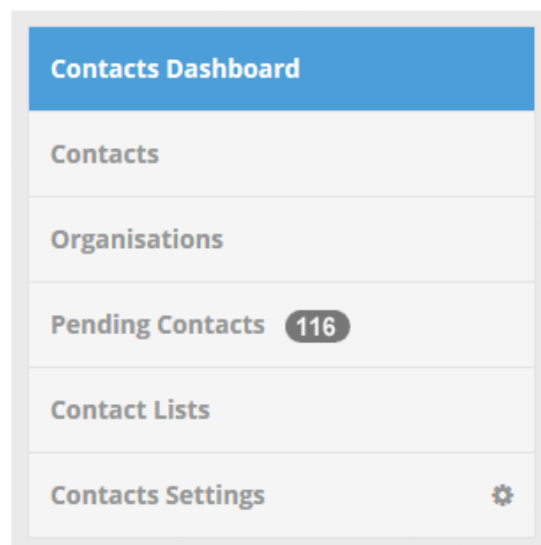 Contacts Dashboard
Contacts
Organisations
Pending Contacts 116
Contact Lists
Contacts Settings